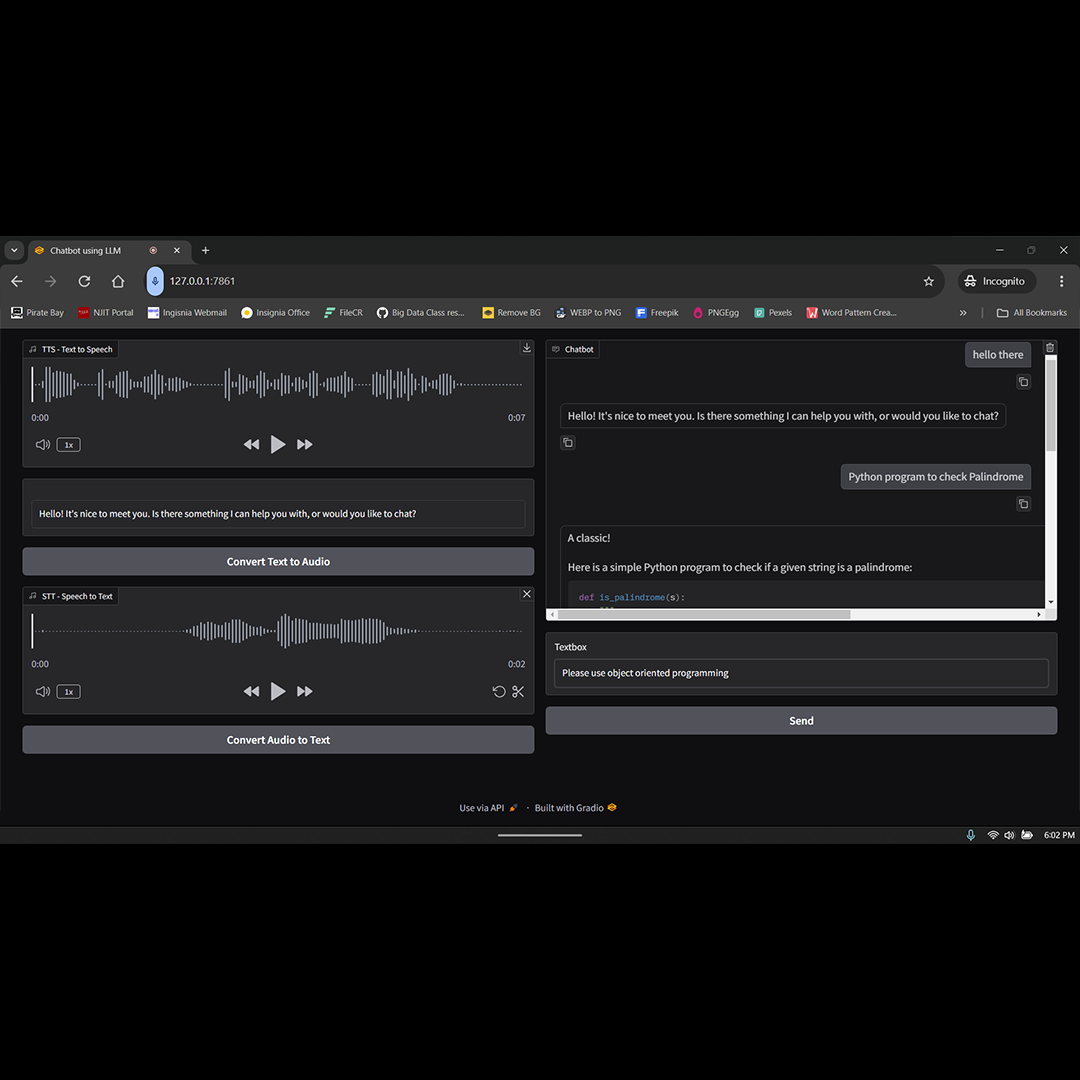 Chatbot using LLM
127.0.0.1:7861
Incognito
Pirate Bay
NJIT Portal
Ingisnia Webmail
Insignia Office
FileCR
Big Data Class res...
Remove BG
WEBP to PNG
Freepik
PNGEgg
Pexels
Word Pattern Crea...
All Bookmarks
TTS - Text to Speech
0:00
0:07
1x
Hello! It's nice to meet you. Is there something I can help you with, or would you like to chat?
Convert Text to Audio
STT - Speech to Text
0:00
0:02
1x
Convert Audio to Text
Chatbot
hello there
Hello! It's nice to meet you. Is there something I can help you with, or would you like to chat?
Python program to check Palindrome
A classic!
Here is a simple Python program to check if a given string is a palindrome:
def is_palindrome(s):
Textbox
Please use object oriented programming
Send
Use via API · Built with Gradio
6:02 PM